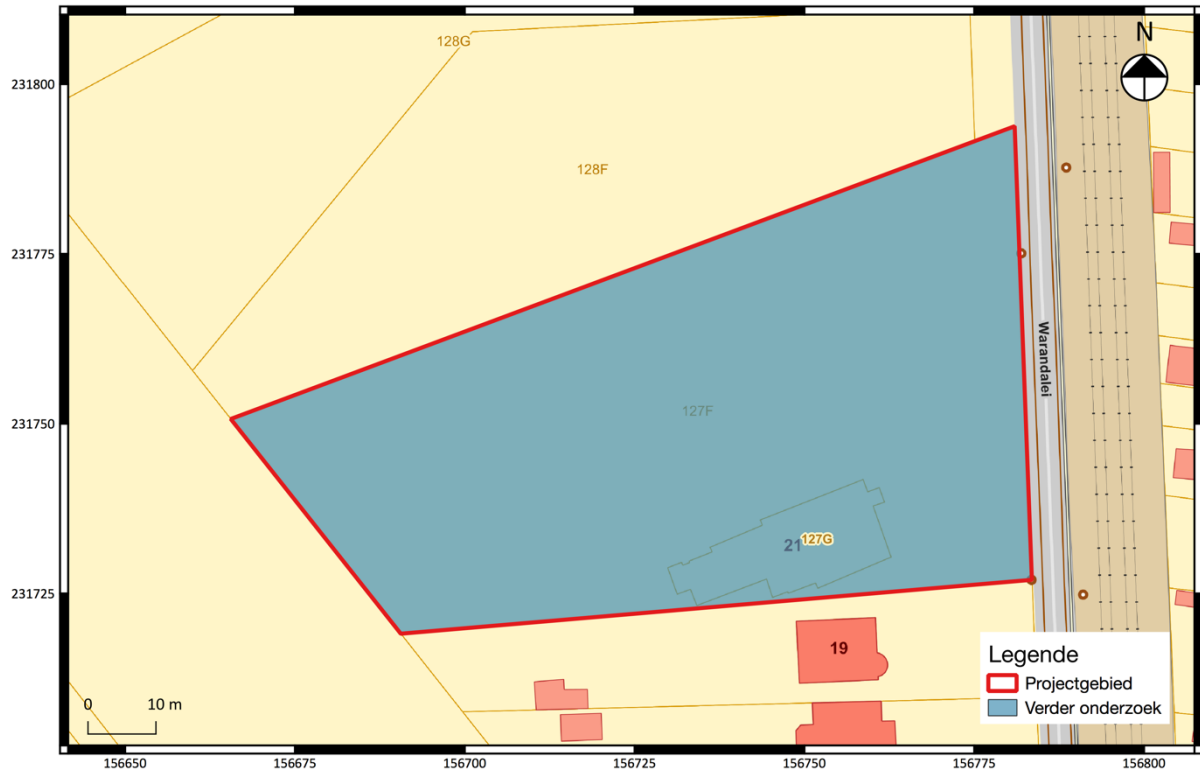 128G
N
231800
128F
231775
Warandalei
231750
127F
21
127G
231725
19
Legende
Projectgebied
Verder onderzoek
0 10 m
156650 156675 156700 156725 156750 156775 156800